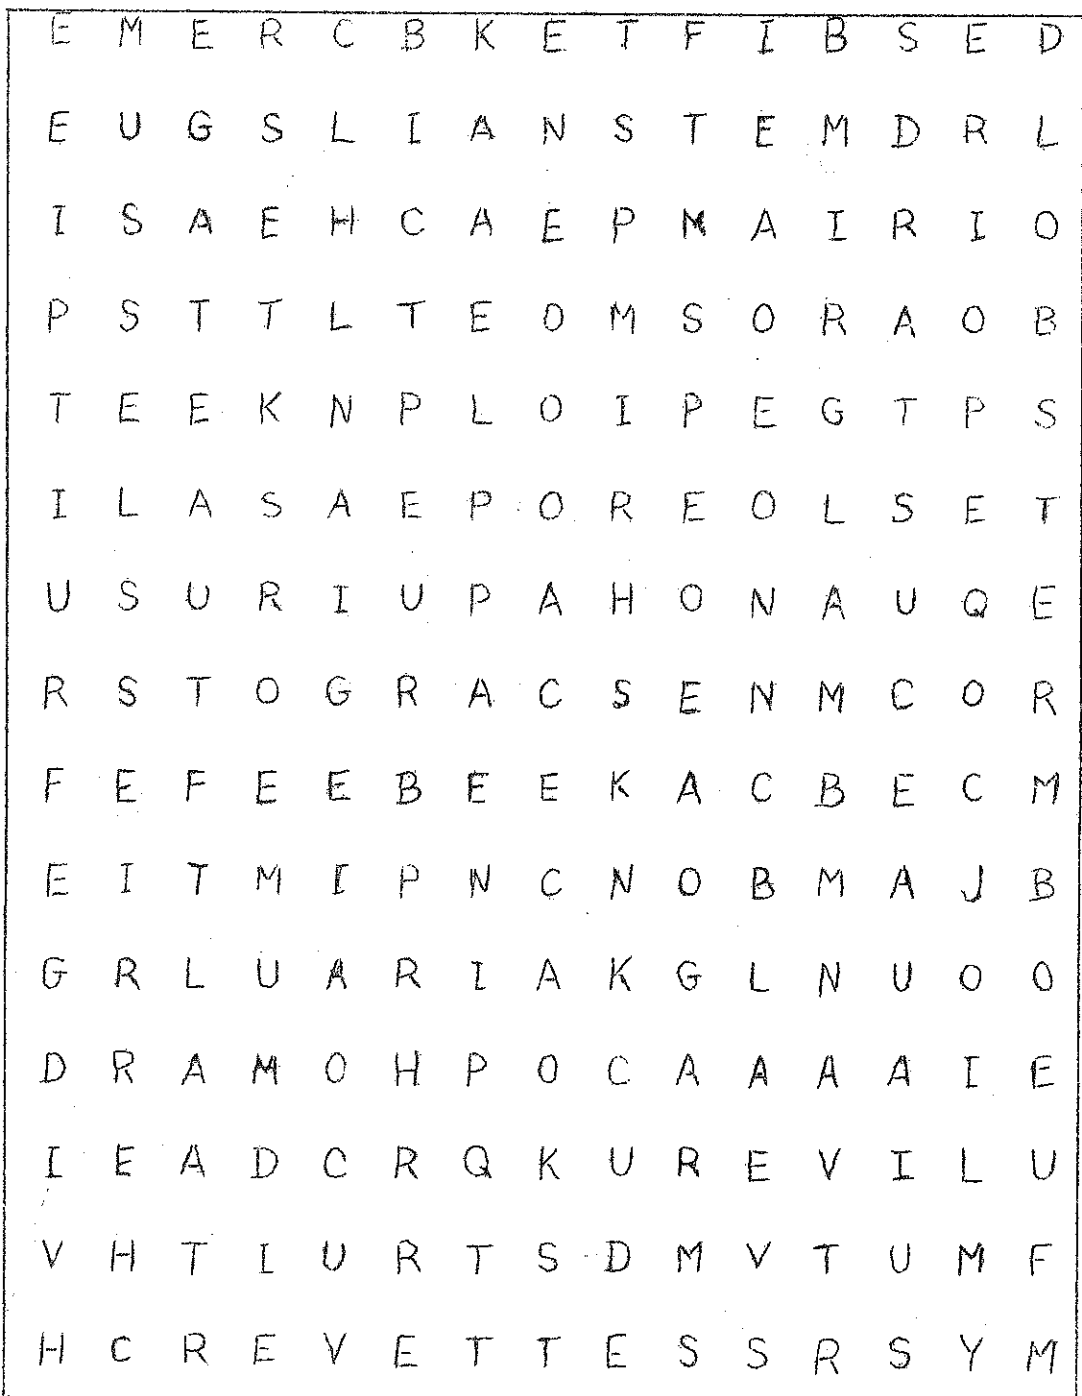 E M E R C B K E T F I B S E D
E U G S L I A N S T E M D R L
I S A E H C A E P M A I R I O
P S T T L T E O M S O R A O B
T E E K N P L O I P E G T P S
I L A S A E P O R E O L S E T
U S U R I U P A H O N A U Q E
R S T O G R A C S E N M C O R
F E F E E B E E K A C B E C M
E I T M I P N C N O B M A J B
G R L U A R I A K G L N U O O
D R A M O H P O C A A A A I E
I E A D C R Q K U R E V I L U
V H T I U R T S D M V T U M F
H C R E V E T T E S S R S Y M